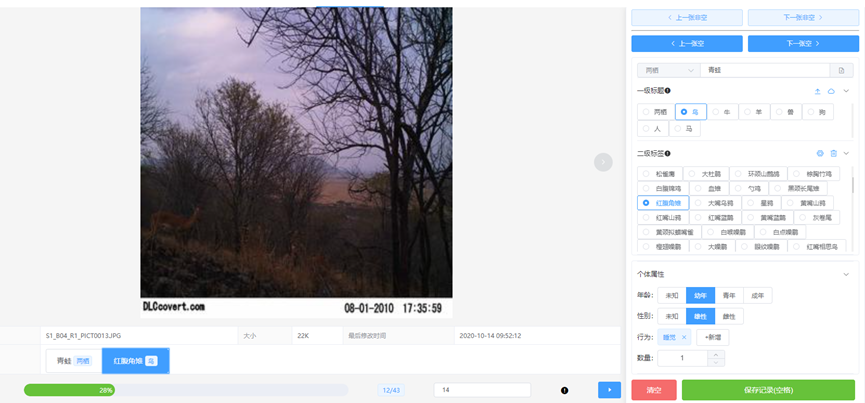 上一张非空
下一张非空
上一张空
下一张空
两栖
青蛙
一级标题
两栖 鸟 牛 羊 兽 狗
人 马
二级标签
松雀鹰 大杜鹃 环颈山鹧鸪 棕胸竹鸡
白腹锦鸡 血雉 勺鸡 黑颈长尾雉
红腹角雉 大嘴乌鸦 星鸦 黄嘴山鸦
红嘴山鸦 红嘴蓝鹊 黄嘴蓝鹊 灰卷尾
黄颈拟蜡嘴雀 白喉噪鹛 白点噪鹛
橙翅噪鹛 大噪鹛 眼纹噪鹛 红嘴相思鸟
个体属性
年龄: 未知 幼年 青年 成年
性别: 未知 雄性 雌性
行为: 睡觉 × +新增
数量: 1
清空
保存记录(空格)
DLCcovert.com 08-01-2010 17:35:59
S1_B04_R1_PICT0013.JPG 大小 22K 最后修改时间 2020-10-14 09:52:12
青蛙 两栖 红腹角雉 鸟
28% 12/43 14